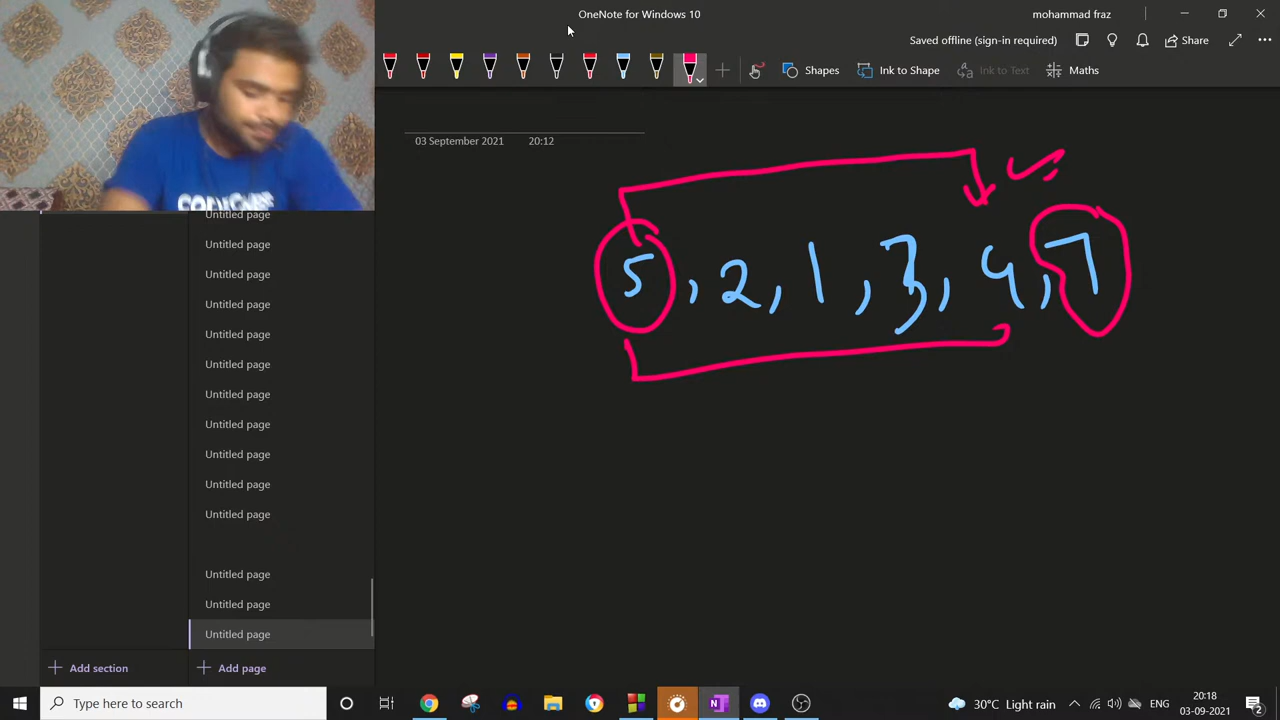 OneNote for Windows 10
mohammad fraz
Saved offline (sign-in required)
Share
Shapes
Ink to Shape
Ink to Text
Maths
03 September 2021 20:12
5, 2, 1, 3, 4, 7
Untitled page
Untitled page
Untitled page
Untitled page
Untitled page
Untitled page
Untitled page
Untitled page
Untitled page
Untitled page
Untitled page
Untitled page
Untitled page
Untitled page
Add section
Add page
Type here to search
30°C Light rain
ENG
20:18
03-09-2021
2